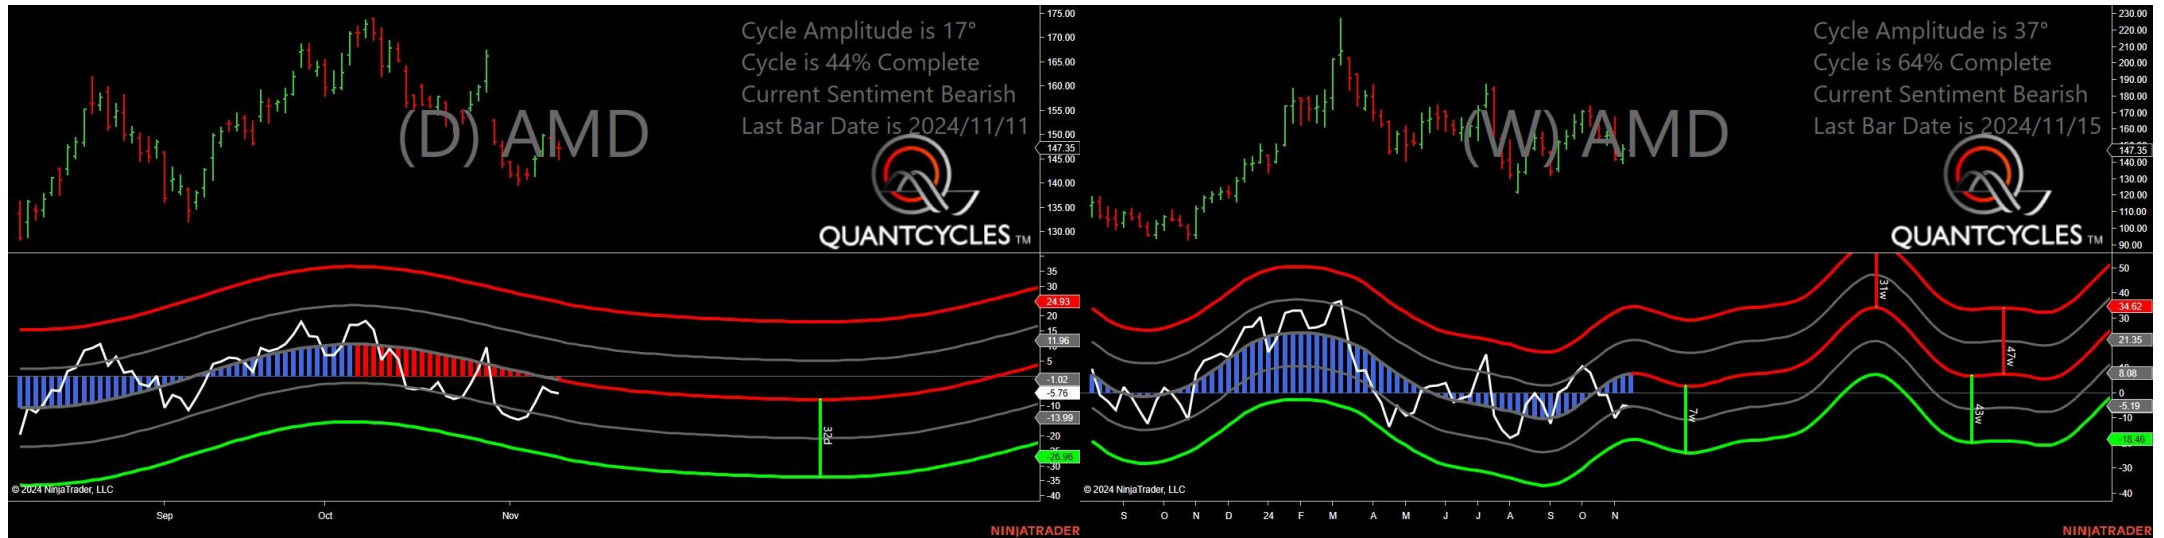 Cycle Amplitude is 17°
Cycle is 44% Complete
Current Sentiment Bearish
Last Bar Date is 2024/11/11
(D) AMD
QUANTCYCLES TM
175.00
170.00
165.00
160.00
155.00
150.00
147.35
145.00
140.00
135.00
130.00
35
30
24.93
20
15
11.96
10
5
-1.02
-5.76
-10
-13.99
-20
-26.96
-30
-35
-40
32d
© 2024 NinjaTrader, LLC
Sep
Oct
Nov
NINJATRADER
Cycle Amplitude is 37°
Cycle is 64% Complete
Current Sentiment Bearish
Last Bar Date is 2024/11/15
(W) AMD
QUANTCYCLES TM
230.00
220.00
210.00
200.00
190.00
180.00
170.00
160.00
147.35
140.00
130.00
120.00
110.00
100.00
90.00
50
40
34.62
30
21.35
8.08
0
-5.19
-10
-18.46
-30
-40
31w
47w
7w
43w
© 2024 NinjaTrader, LLC
S
O
N
D
24
F
M
A
M
J
J
A
S
O
N
NINJATRADER